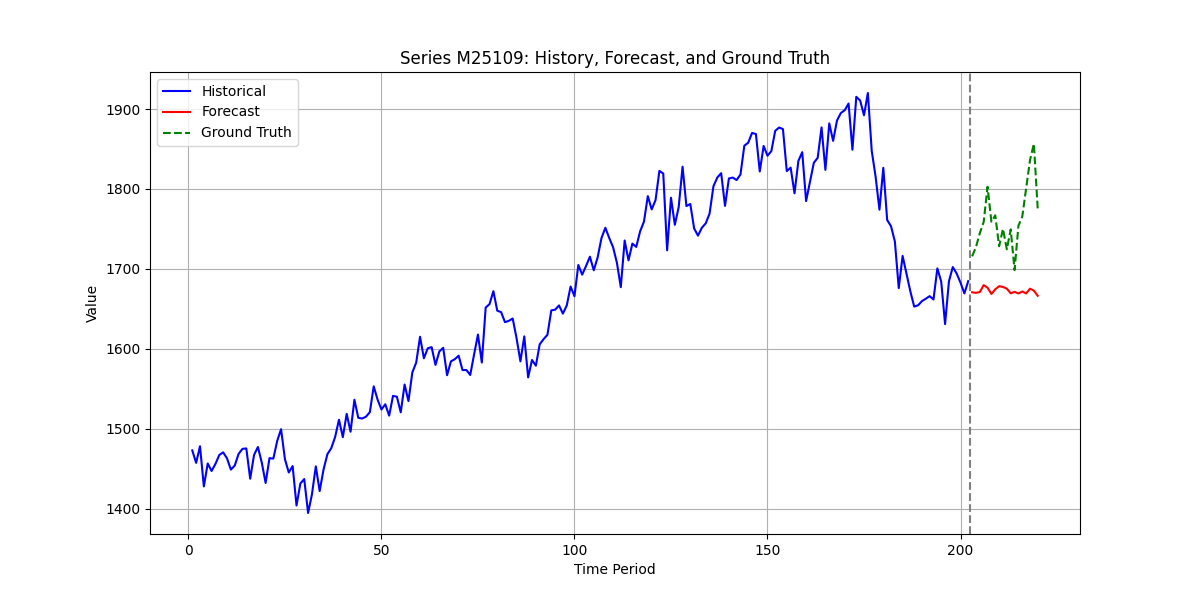 Series M25109: History, Forecast, and Ground Truth
Historical
Forecast
Ground Truth
1900
1800
1700
1600
1500
1400
Value
0
50
100
150
200
Time Period